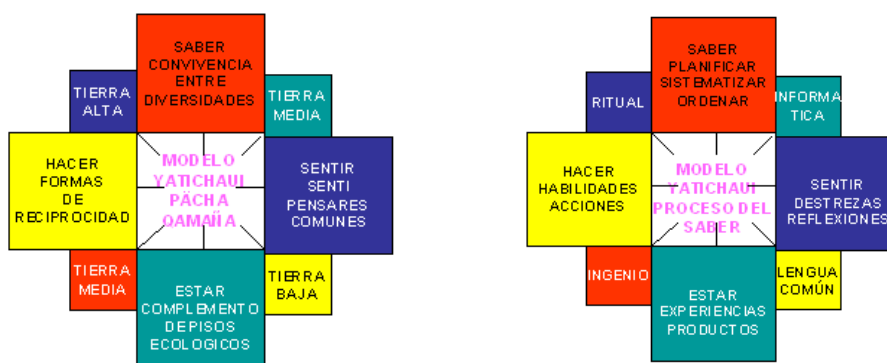 SABER
CONVIVENCIA
ENTRE
DIVERSIDADES
TIERRA
ALTA
TIERRA
MEDIA
HACER
FORMAS
DE
RECIPROCIDAD
MODELO
YATICHAUI
PÄCHA
QAMAÑA
SENTIR
SENTI
PENSARES
COMUNES
TIERRA
MEDIA
ESTAR
COMPLEMENTO
DE PISOS
ECOLOGICOS
TIERRA
BAJA
SABER
PLANIFICAR
SISTEMATIZAR
ORDENAR
RITUAL
INFORMA
TICA
HACER
HABILIDADES
ACCIONES
MODELO
YATICHAUI
PROCESO DEL
SABER
SENTIR
DESTREZAS
REFLEXIONES
INGENIO
ESTAR
EXPERIENCIAS
PRODUCTOS
LENGUA
COMÚN